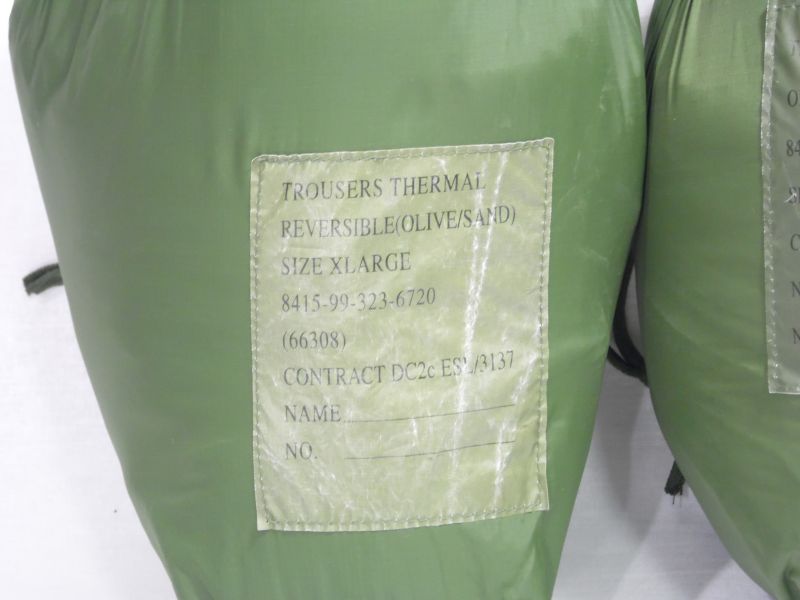 TROUSERS THERMAL
REVERSIBLE(OLIVE/SAND)
SIZE XLARGE
8415-99-323-6720
(66308)
CONTRACT DC2c ESL/3137
NAME
NO.